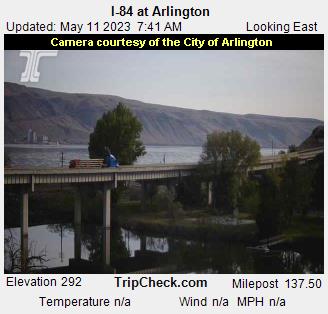 I-84 at Arlington
Updated: May 11 2023 7:41 AM Looking East
Camera courtesy of the City of Arlington
Elevation 292 TripCheck.com Milepost 137.50
Temperature n/a Wind n/a MPH n/a